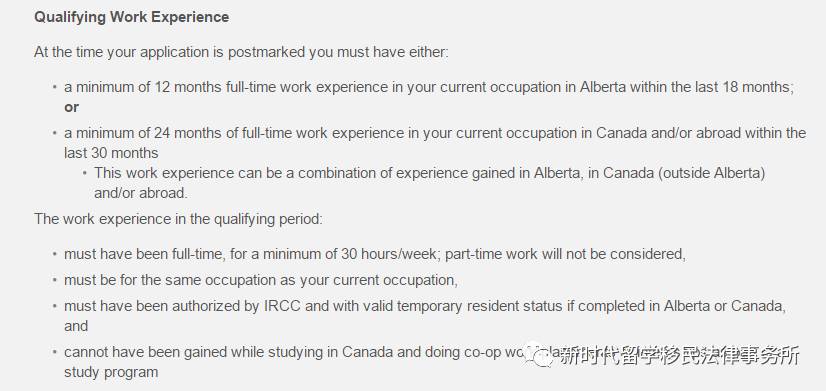 Qualifying Work Experience
At the time your application is postmarked you must have either:
• a minimum of 12 months full-time work experience in your current occupation in Alberta within the last 18 months;
or
• a minimum of 24 months of full-time work experience in your current occupation in Canada and/or abroad within the
last 30 months
• This work experience can be a combination of experience gained in Alberta, in Canada (outside Alberta)
and/or abroad.
The work experience in the qualifying period:
• must have been full-time, for a minimum of 30 hours/week; part-time work will not be considered,
• must be for the same occupation as your current occupation,
• must have been authorized by IRCC and with valid temporary resident status if completed in Alberta or Canada,
and
• cannot have been gained while studying in Canada and doing co-op
新时代留学移民法律事务所
study program